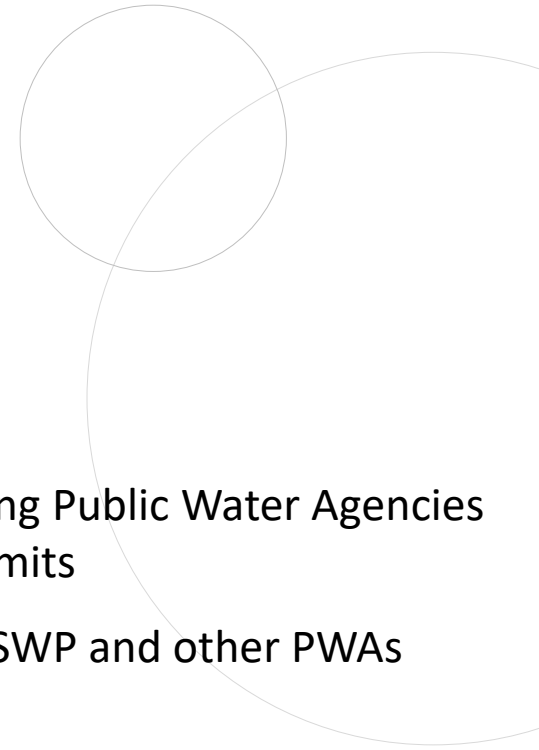 ng Public Water Agencies
mits
SWP and other PWAs